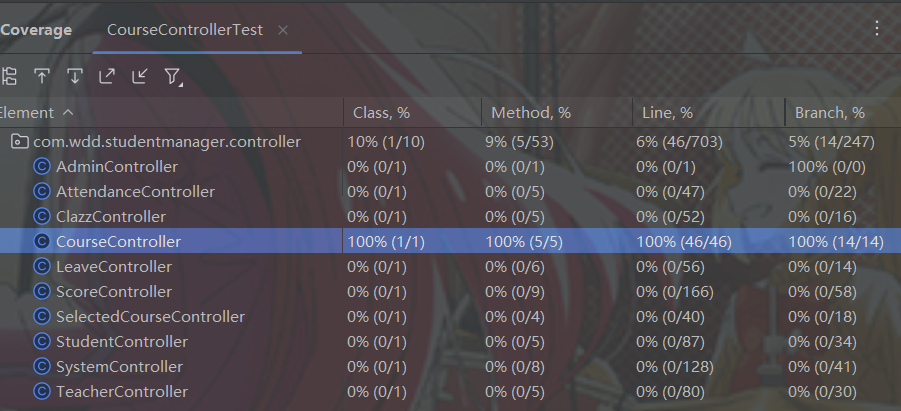 Coverage CourseControllerTest
Element Class, % Method, % Line, % Branch, %
com.wdd.studentmanager.controller 10% (1/10) 9% (5/53) 6% (46/703) 5% (14/247)
AdminController 0% (0/1) 0% (0/1) 0% (0/1) 100% (0/0)
AttendanceController 0% (0/1) 0% (0/5) 0% (0/47) 0% (0/22)
ClazzController 0% (0/1) 0% (0/5) 0% (0/52) 0% (0/16)
CourseController 100% (1/1) 100% (5/5) 100% (46/46) 100% (14/14)
LeaveController 0% (0/1) 0% (0/6) 0% (0/56) 0% (0/14)
ScoreController 0% (0/1) 0% (0/9) 0% (0/166) 0% (0/58)
SelectedCourseController 0% (0/1) 0% (0/4) 0% (0/40) 0% (0/18)
StudentController 0% (0/1) 0% (0/5) 0% (0/87) 0% (0/34)
SystemController 0% (0/1) 0% (0/8) 0% (0/128) 0% (0/41)
TeacherController 0% (0/1) 0% (0/5) 0% (0/80) 0% (0/30)